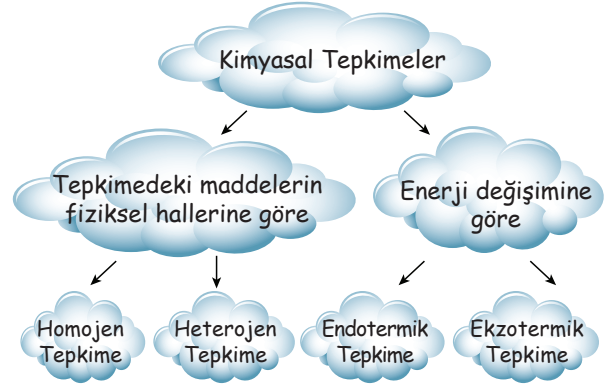 Kimyasal Tepkimeler
Tepkimedeki maddelerin
fiziksel hallerine göre
Enerji değişimine
göre
Homojen
Tepkime
Heterojen
Tepkime
Endotermik
Tepkime
Ekzotermik
Tepkime